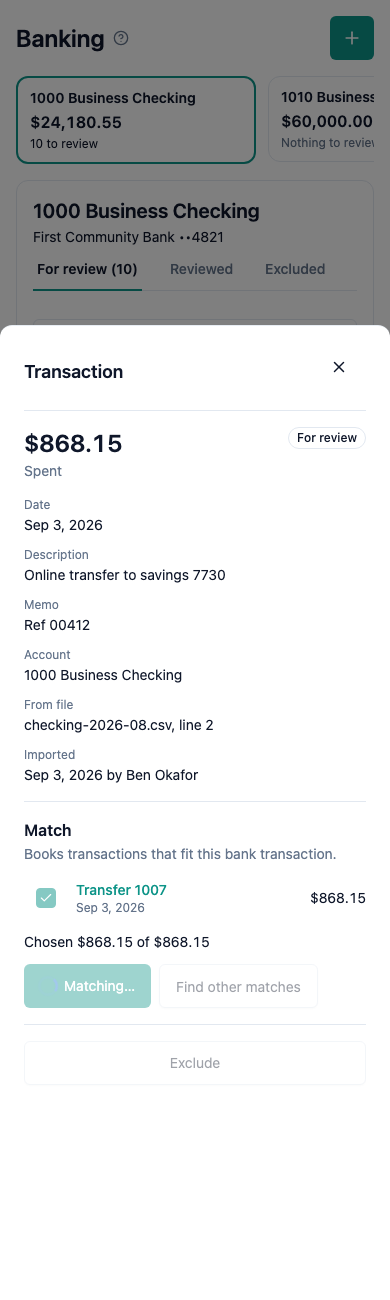 Banking
1000 Business Checking
$24,180.55
10 to review
1010 Business
$60,000.00
Nothing to review
1000 Business Checking
First Community Bank ••4821
For review (10)
Reviewed
Excluded
Transaction
$868.15
For review
Spent
Date
Sep 3, 2026
Description
Online transfer to savings 7730
Memo
Ref 00412
Account
1000 Business Checking
From file
checking-2026-08.csv, line 2
Imported
Sep 3, 2026 by Ben Okafor
Match
Books transactions that fit this bank transaction.
Transfer 1007
$868.15
Sep 3, 2026
Chosen $868.15 of $868.15
Matching...
Find other matches
Exclude